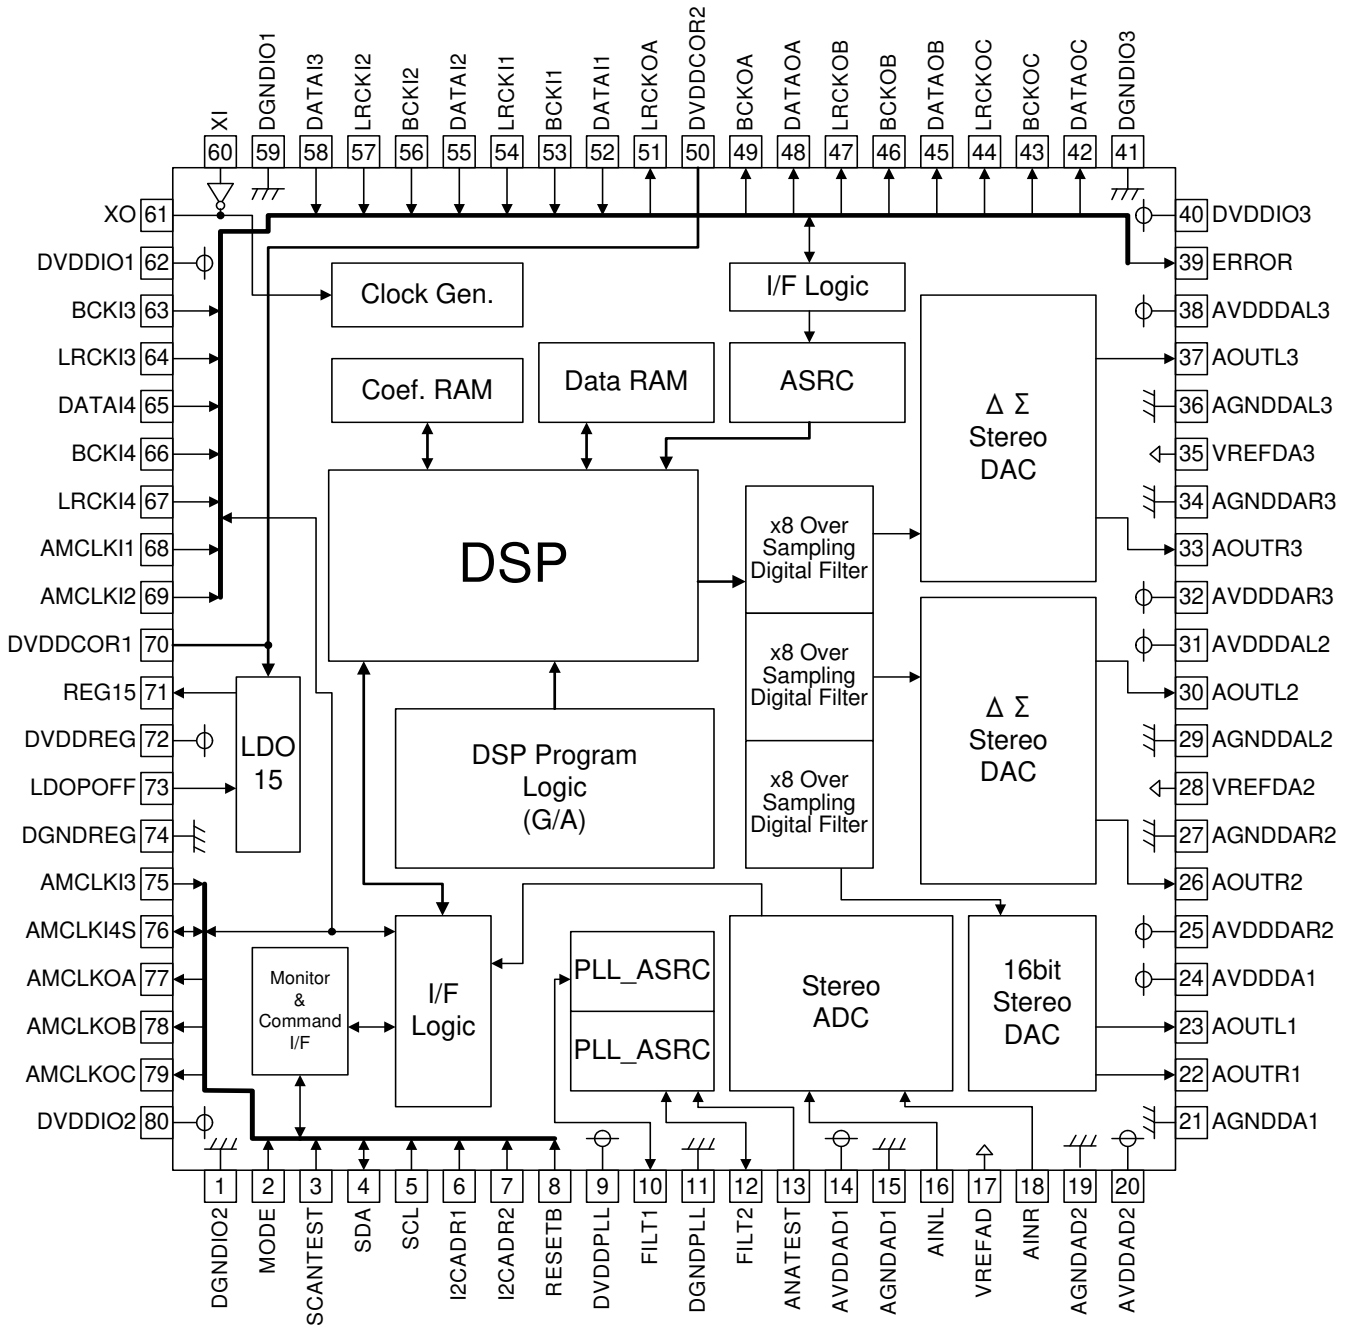 XI
DGNDIO1
DATAI3
LRCKI2
BCKI2
DATAI2
LRCKI1
BCKI1
DATAI1
LRCKOA
DVDDCOR2
BCKOA
DATAOA
LRCKOB
BCKOB
DATAOB
LRCKOC
BCKOC
DATAOC
DGNDIO3
60 59 58 57 56 55 54 53 52 51 50 49 48 47 46 45 44 43 42 41
XO 61
DVDDIO1 62
BCKI3 63
LRCKI3 64
DATAI4 65
BCKI4 66
LRCKI4 67
AMCLKI1 68
AMCLKI2 69
DVDDCOR1 70
REG15 71
DVDDREG 72
LDOPOFF 73
DGNDREG 74
AMCLKI3 75
AMCLKI4S 76
AMCLKOA 77
AMCLKOB 78
AMCLKOC 79
DVDDIO2 80
Clock Gen.
I/F Logic
Coef. RAM
Data RAM
ASRC
DSP
x8 Over
Sampling
Digital Filter
x8 Over
Sampling
Digital Filter
x8 Over
Sampling
Digital Filter
Δ Σ
Stereo
DAC
Δ Σ
Stereo
DAC
LDO
15
DSP Program
Logic
(G/A)
Monitor
&
Command
I/F
I/F
Logic
PLL_ASRC
PLL_ASRC
Stereo
ADC
16bit
Stereo
DAC
40 DVDDIO3
39 ERROR
38 AVDDDAL3
37 AOUTL3
36 AGNDDAL3
35 VREFDA3
34 AGNDDAR3
33 AOUTR3
32 AVDDDAR3
31 AVDDDAL2
30 AOUTL2
29 AGNDDAL2
28 VREFDA2
27 AGNDDAR2
26 AOUTR2
25 AVDDDAR2
24 AVDDDA1
23 AOUTL1
22 AOUTR1
21 AGNDDA1
1 2 3 4 5 6 7 8 9 10 11 12 13 14 15 16 17 18 19 20
DGNDIO2
MODE
SCANTEST
SDA
SCL
I2CADR1
I2CADR2
RESETB
DVDDPLL
FILT1
DGNDPLL
FILT2
ANATEST
AVDDAD1
AGNDAD1
AINL
VREFAD
AINR
AGNDAD2
AVDDAD2